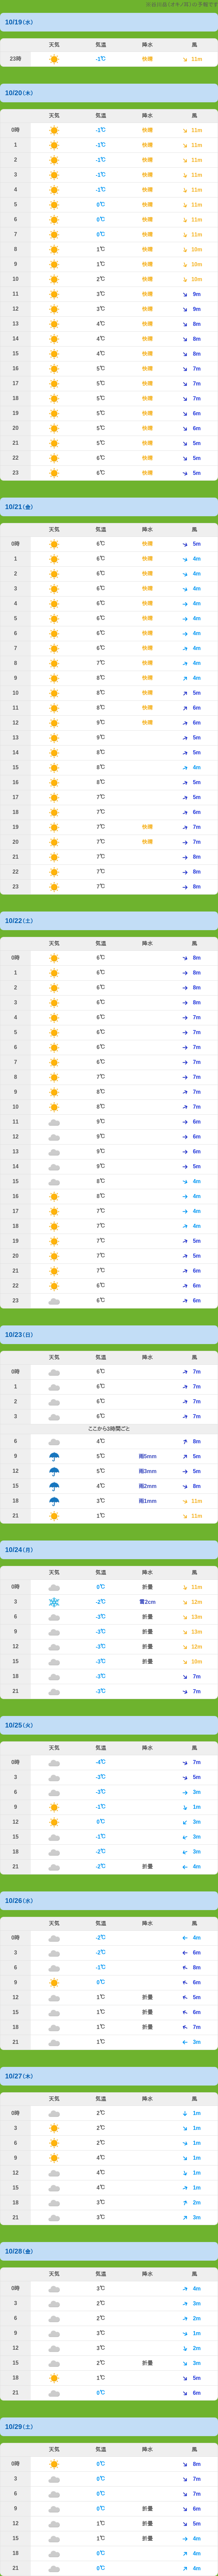 10/19(水)
天気 気温 降水 風
23時 -1℃ 快晴 11m
10/20(木)
天気 気温 降水 風
0時 -1℃ 快晴 11m
1 -1℃ 快晴 11m
2 -1℃ 快晴 11m
3 -1℃ 快晴 11m
4 -1℃ 快晴 11m
5 0℃ 快晴 11m
6 0℃ 快晴 11m
7 0℃ 快晴 11m
8 1℃ 快晴 10m
9 1℃ 快晴 10m
10 2℃ 快晴 10m
11 3℃ 快晴 9m
12 3℃ 快晴 9m
13 4℃ 快晴 8m
14 4℃ 快晴 8m
15 4℃ 快晴 8m
16 5℃ 快晴 7m
17 5℃ 快晴 7m
18 5℃ 快晴 7m
19 5℃ 快晴 6m
20 5℃ 快晴 6m
21 5℃ 快晴 5m
22 6℃ 快晴 5m
23 6℃ 快晴 5m
10/21(金)
天気 気温 降水 風
0時 6℃ 快晴 5m
1 6℃ 快晴 4m
2 6℃ 快晴 4m
3 6℃ 快晴 4m
4 6℃ 快晴 4m
5 6℃ 快晴 4m
6 6℃ 快晴 4m
7 6℃ 快晴 4m
8 7℃ 快晴 4m
9 8℃ 快晴 4m
10 8℃ 快晴 5m
11 8℃ 快晴 6m
12 9℃ 快晴 6m
13 9℃ 5m
14 8℃ 5m
15 8℃ 4m
16 8℃ 5m
17 7℃ 5m
18 7℃ 6m
19 7℃ 快晴 7m
20 7℃ 快晴 7m
21 7℃ 8m
22 7℃ 8m
23 7℃ 8m
10/22(土)
天気 気温 降水 風
0時 6℃ 8m
1 6℃ 8m
2 6℃ 8m
3 6℃ 8m
4 6℃ 7m
5 6℃ 7m
6 6℃ 7m
7 6℃ 7m
8 7℃ 7m
9 8℃ 7m
10 8℃ 7m
11 9℃ 6m
12 9℃ 6m
13 9℃ 6m
14 9℃ 5m
15 8℃ 4m
16 8℃ 4m
17 7℃ 4m
18 7℃ 4m
19 7℃ 5m
20 7℃ 5m
21 7℃ 6m
22 6℃ 6m
23 6℃ 6m
10/23(日)
天気 気温 降水 風
0時 6℃ 7m
1 6℃ 7m
2 6℃ 7m
3 6℃ 7m
ここから3時間ごと
6 4℃ 8m
9 5℃ 雨5mm 5m
12 5℃ 雨3mm 5m
15 4℃ 雨2mm 8m
18 3℃ 雨1mm 11m
21 1℃ 11m
10/24(月)
天気 気温 降水 風
0時 0℃ 折畳 11m
3 -2℃ 雪2cm 12m
6 -3℃ 折畳 13m
9 -3℃ 折畳 13m
12 -3℃ 折畳 12m
15 -3℃ 折畳 10m
18 -3℃ 7m
21 -3℃ 7m
10/25(火)
天気 気温 降水 風
0時 -4℃ 7m
3 -3℃ 5m
6 -3℃ 3m
9 -1℃ 1m
12 0℃ 3m
15 -1℃ 3m
18 -2℃ 3m
21 -2℃ 折畳 4m
10/26(水)
天気 気温 降水 風
0時 -2℃ 4m
3 -2℃ 6m
6 -1℃ 8m
9 0℃ 6m
12 1℃ 折畳 5m
15 1℃ 折畳 6m
18 1℃ 折畳 7m
21 1℃ 3m
10/27(木)
天気 気温 降水 風
0時 2℃ 1m
3 2℃ 1m
6 2℃ 1m
9 4℃ 1m
12 4℃ 1m
15 4℃ 1m
18 3℃ 2m
21 3℃ 3m
10/28(金)
天気 気温 降水 風
0時 3℃ 4m
3 2℃ 3m
6 2℃ 2m
9 3℃ 1m
12 3℃ 2m
15 2℃ 折畳 3m
18 1℃ 5m
21 0℃ 6m
10/29(土)
天気 気温 降水 風
0時 0℃ 8m
3 0℃ 7m
6 0℃ 7m
9 0℃ 折畳 6m
12 1℃ 折畳 5m
15 1℃ 折畳 4m
18 0℃ 4m
21 0℃ 4m